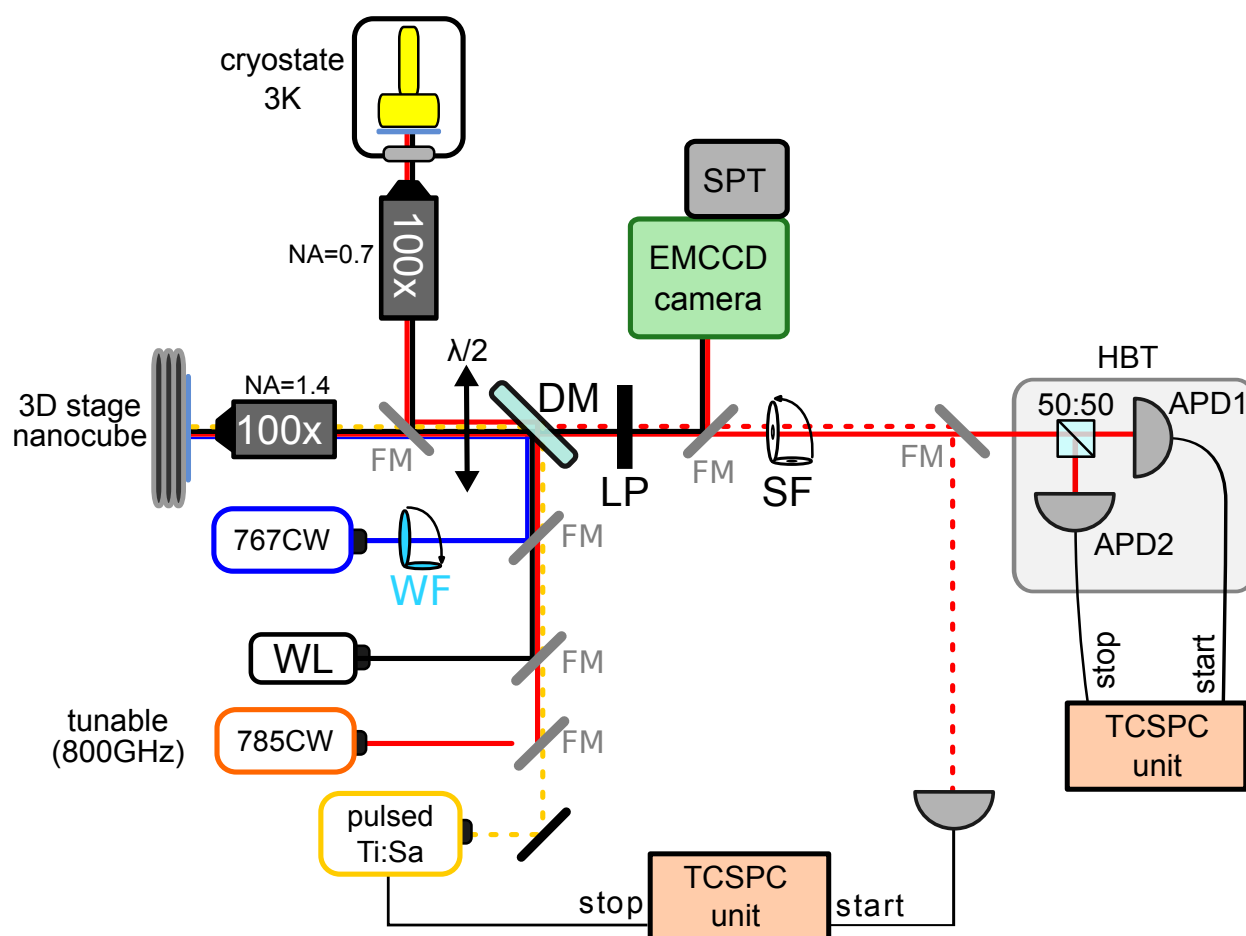 cryostate
3K
SPT
EMCCD
camera
NA=0.7
100x
λ/2
HBT
NA=1.4
DM
50:50
APD1
3D stage
nanocube
100x
FM
LP
FM
SF
FM
767CW
WF
FM
APD2
WL
FM
stop
start
tunable
(800GHz)
785CW
FM
TCSPC
unit
pulsed
Ti:Sa
stop
TCSPC
unit
start